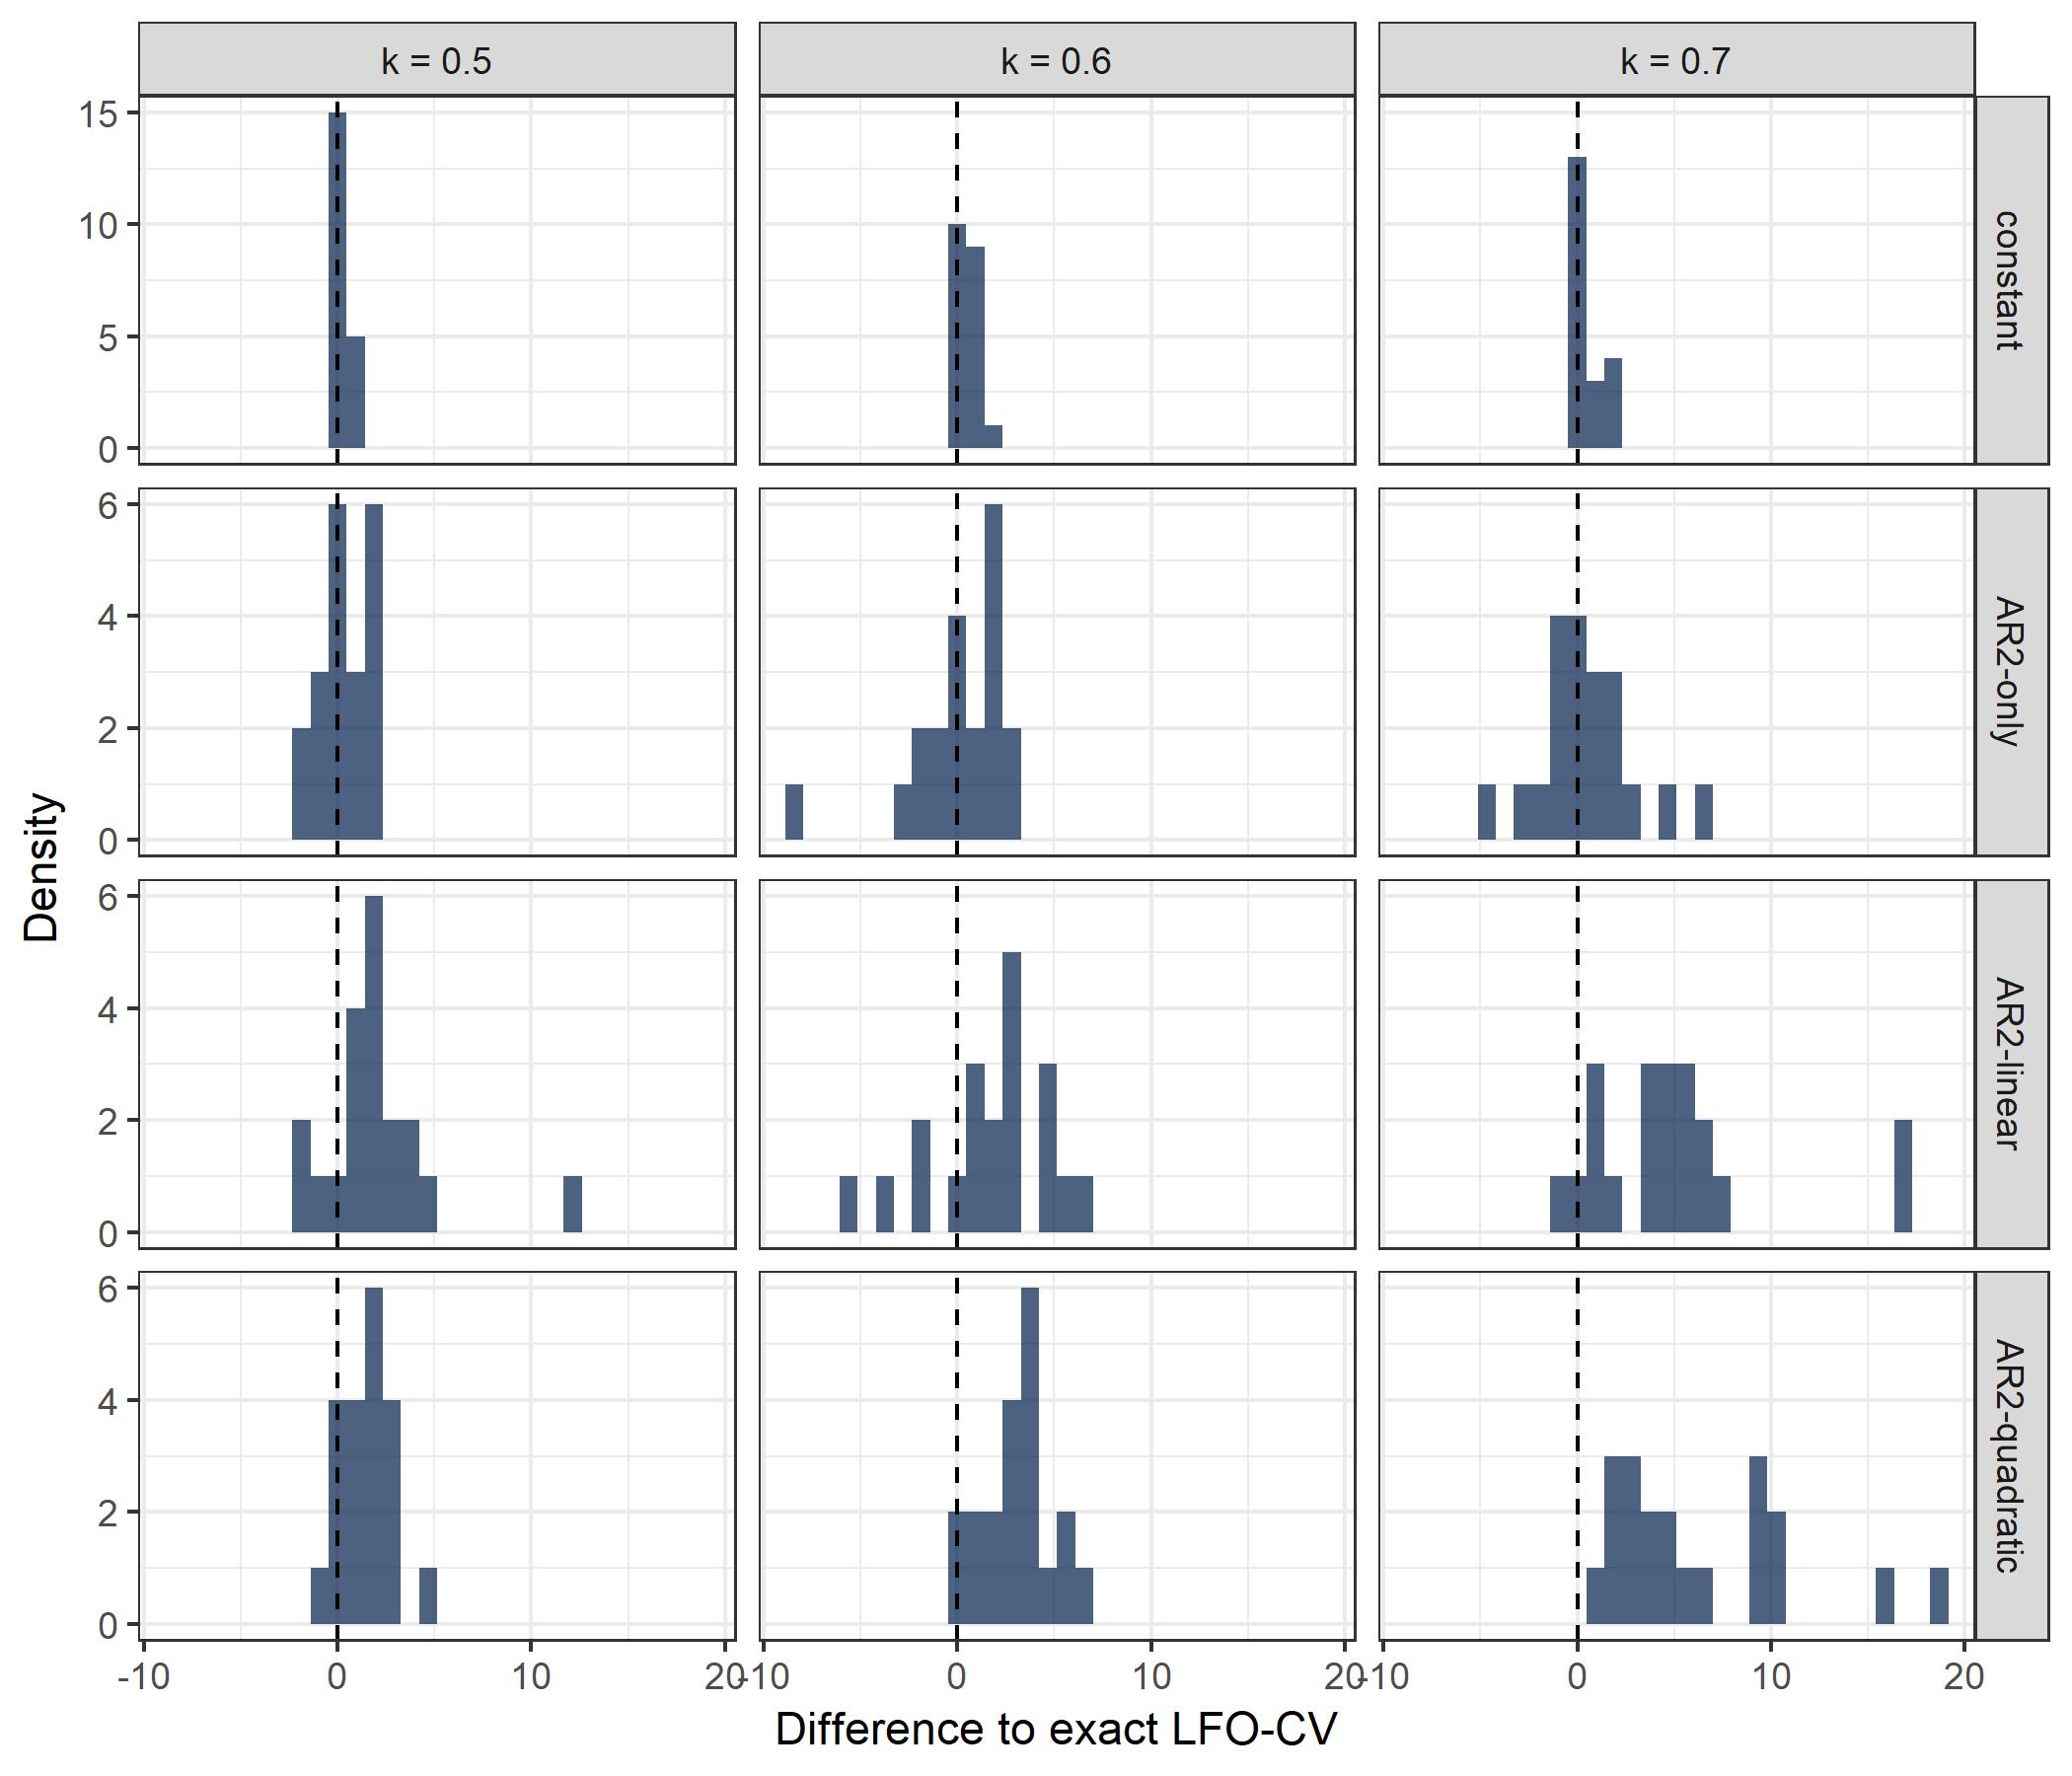 k = 0.5
k = 0.6
k = 0.7
15
10
5
0
constant
6
4
2
0
AR2-only
6
4
2
0
AR2-linear
6
4
2
0
AR2-quadratic
-10 0 10 20
-10 0 10 20
-10 0 10 20
Density
Difference to exact LFO-CV